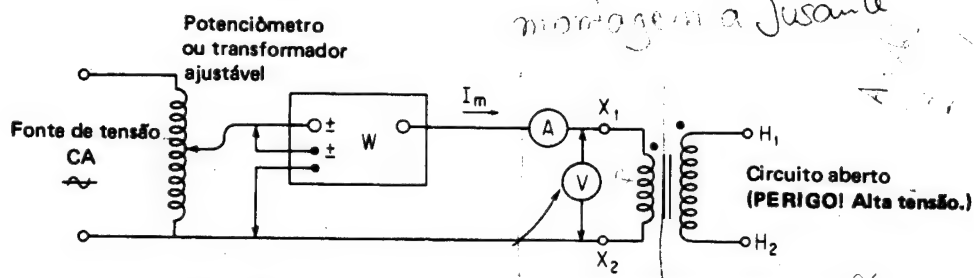 montagem a Jusante
Potenciômetro
ou transformador
ajustável
Fonte de tensão
CA
±
±
W
I_m
A
V
X₁
X₂
H₁
H₂
Circuito aberto
(PERIGO! Alta tensão.)